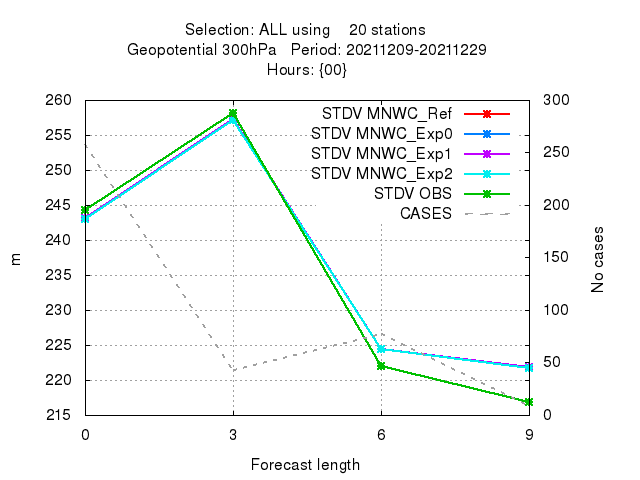 Selection: ALL using 20 stations
Geopotential 300hPa Period: 20211209-20211229
Hours: {00}
260 300
STDV MNWC_Ref
255 STDV MNWC_Exp0
250 STDV MNWC_Exp1 250
STDV MNWC_Exp2
245 STDV OBS 200
CASES
240
235 150
230 100
225
220 50
215 0
0 3 6 9
m
No cases
Forecast length